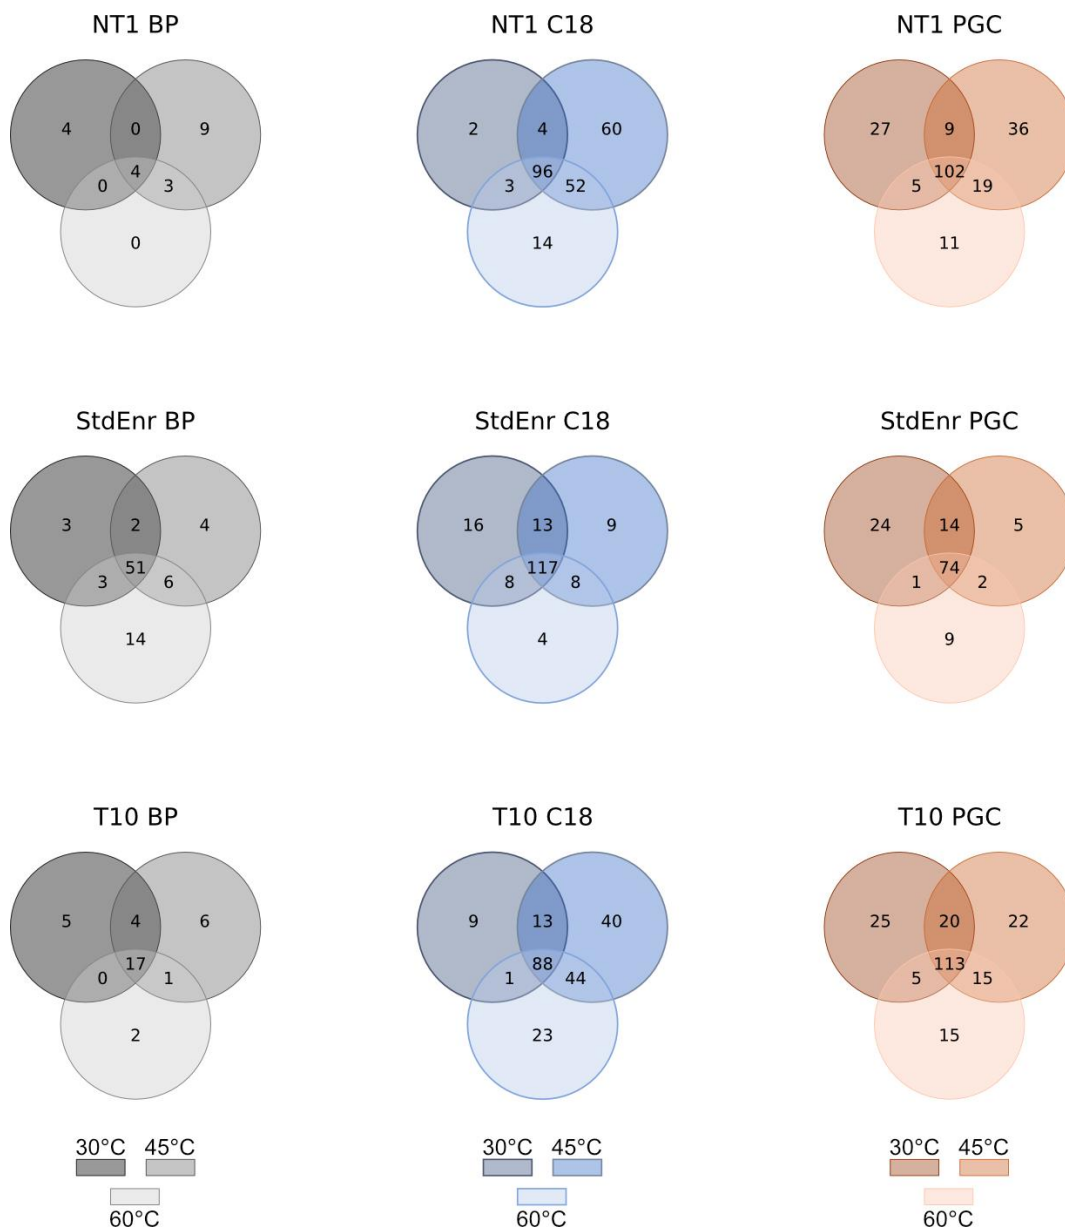 NT1 BP NT1 C18 NT1 PGC
4 0 9 2 4 60 27 9 36
4 96 102
0 3 3 52 5 19
0 14 11
StdEnr BP StdEnr C18 StdEnr PGC
3 2 4 16 13 9 24 14 5
51 117 74
3 6 8 8 1 2
14 4 9
T10 BP T10 C18 T10 PGC
5 4 6 9 13 40 25 20 22
17 88 113
0 1 1 44 5 15
2 23 15
30°C 45°C 30°C 45°C 30°C 45°C
60°C 60°C 60°C